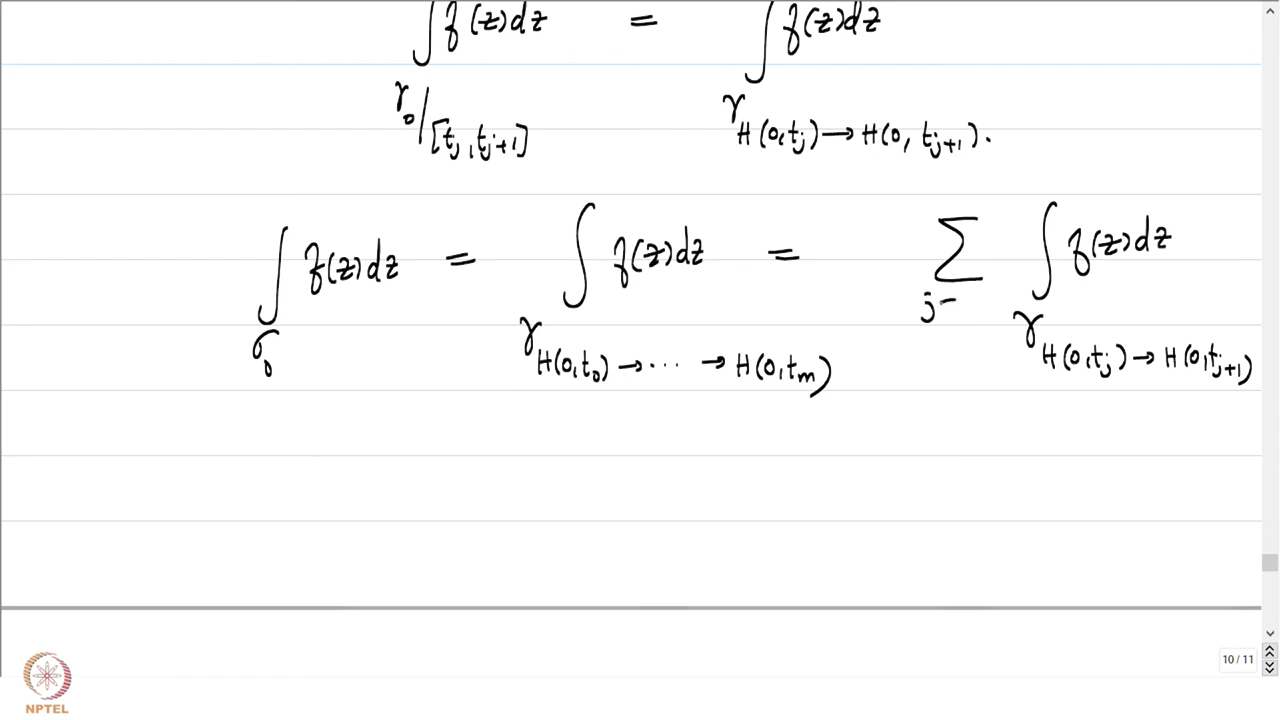 ∫ f(z)dz = ∫ f(z)dz
γ₀/[tⱼ, tⱼ₊₁] γ H(0,tⱼ) → H(0, tⱼ₊₁).
∫ f(z)dz = ∫ f(z)dz = Σ ∫ f(z)dz
γ₀ γ H(0,t₀) → ⋯ → H(0,tₘ) j- γ H(0,tⱼ) → H(0,tⱼ₊₁)
10 / 11
NPTEL